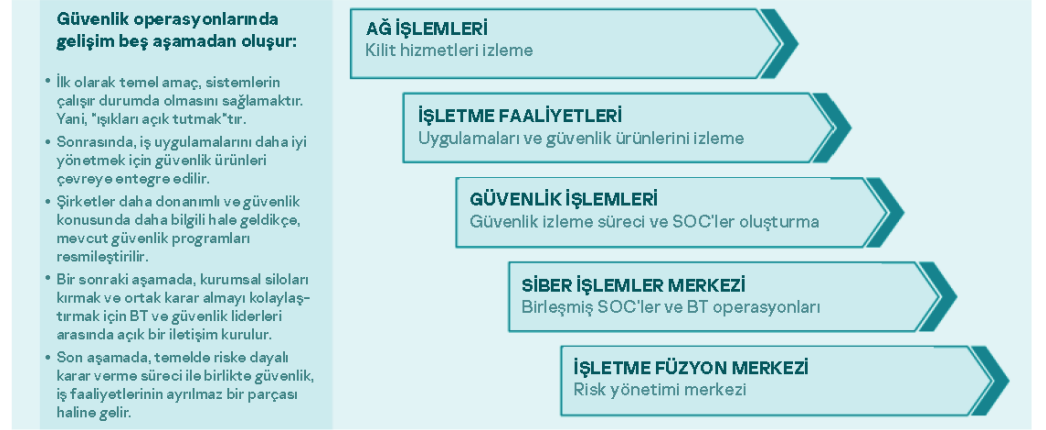 Güvenlik operasyonlarında
gelişim beş aşamadan oluşur:
• İlk olarak temel amaç, sistemlerin
çalışır durumda olmasını sağlamaktır.
Yani, "ışıkları açık tutmak"tır.
• Sonrasında, iş uygulamalarını daha iyi
yönetmek için güvenlik ürünleri
çevreye entegre edilir.
• Şirketler daha donanımlı ve güvenlik
konusunda daha bilgili hale geldikçe,
mevcut güvenlik programları
resmileştirilir.
• Bir sonraki aşamada, kurumsal siloları
kırmak ve ortak karar almayı kolaylaş-
tırmak için BT ve güvenlik liderleri
arasında açık bir iletişim kurulur.
• Son aşamada, temelde riske dayalı
karar verme süreci ile birlikte güvenlik,
iş faaliyetlerinin ayrılmaz bir parçası
haline gelir.
AĞ İŞLEMLERİ
Kilit hizmetleri izleme
İŞLETME FAALİYETLERİ
Uygulamaları ve güvenlik ürünlerini izleme
GÜVENLİK İŞLEMLERİ
Güvenlik izleme süreci ve SOC'ler oluşturma
SİBER İŞLEMLER MERKEZİ
Birleşmiş SOC'ler ve BT operasyonları
İŞLETME FÜZYON MERKEZİ
Risk yönetimi merkezi